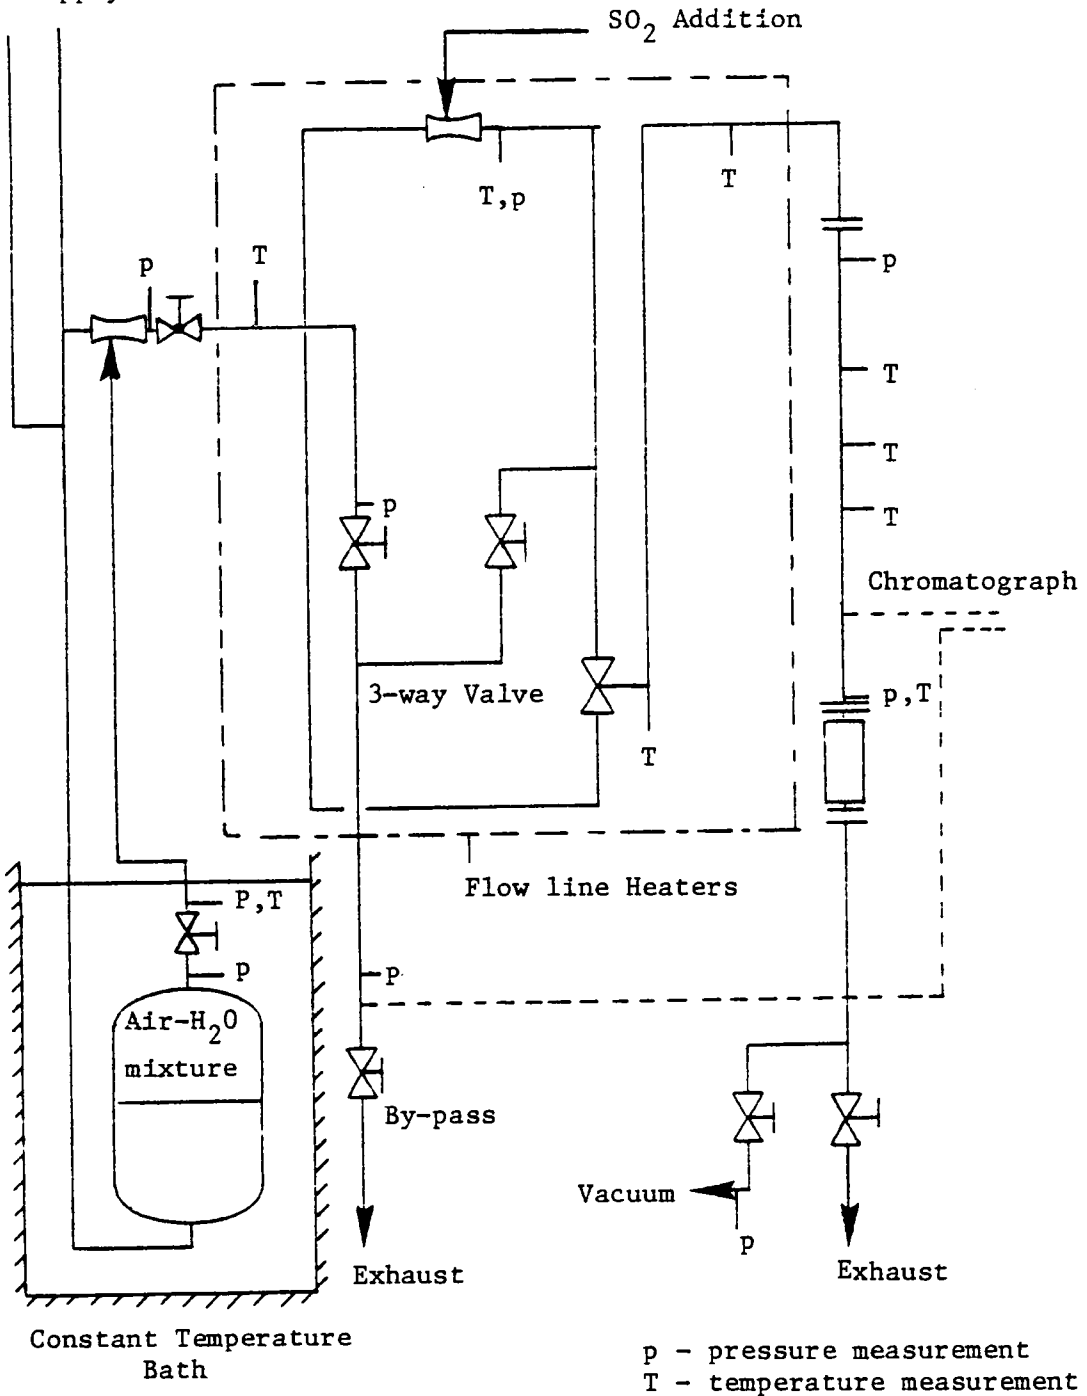 SO2 Addition
T,p
T
p
T
p
T
T
p
T
Chromatograph
3-way Valve
p,T
T
Flow line Heaters
P,T
p
P
Air-H2O
mixture
By-pass
Vacuum
p
Exhaust
Exhaust
Constant Temperature
Bath
p - pressure measurement
T - temperature measurement